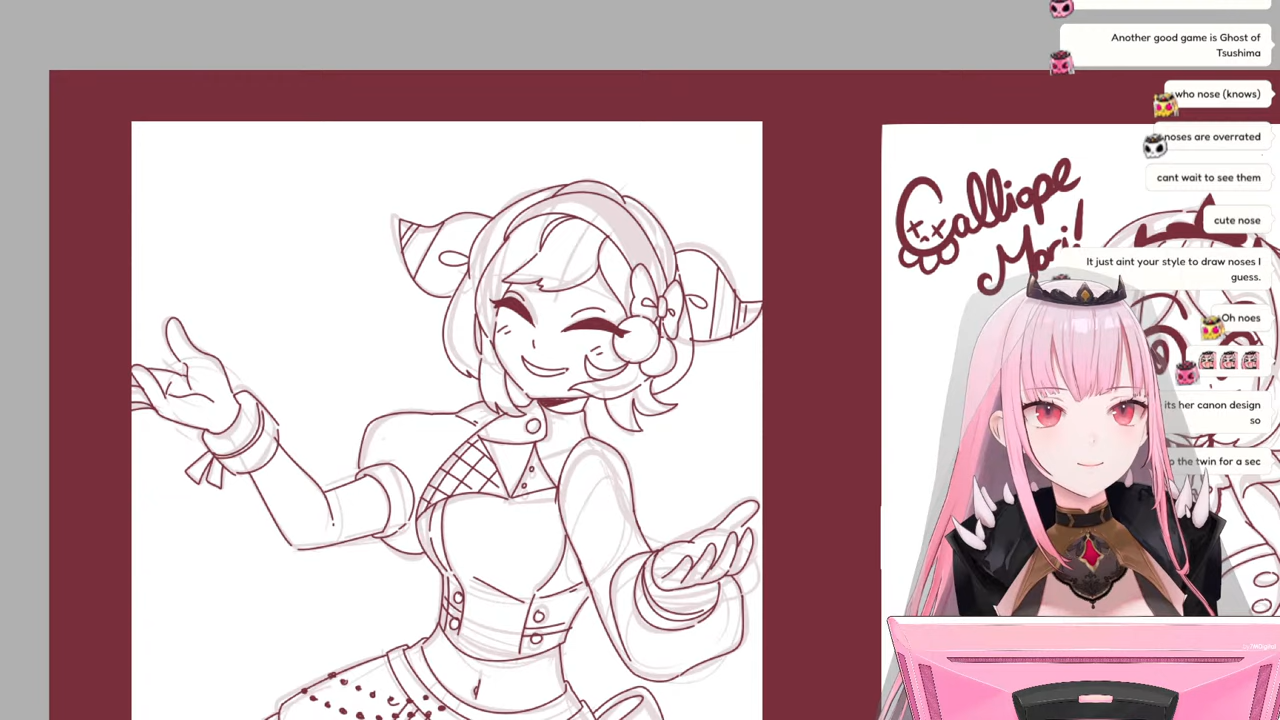 Another good game is Ghost of
Tsushima
who nose (knows)
noses are overrated
cant wait to see them
cute nose
It just aint your style to draw noses I
guess.
Oh noes
its her canon design
so
the twin for a sec
Calliope
Mori!